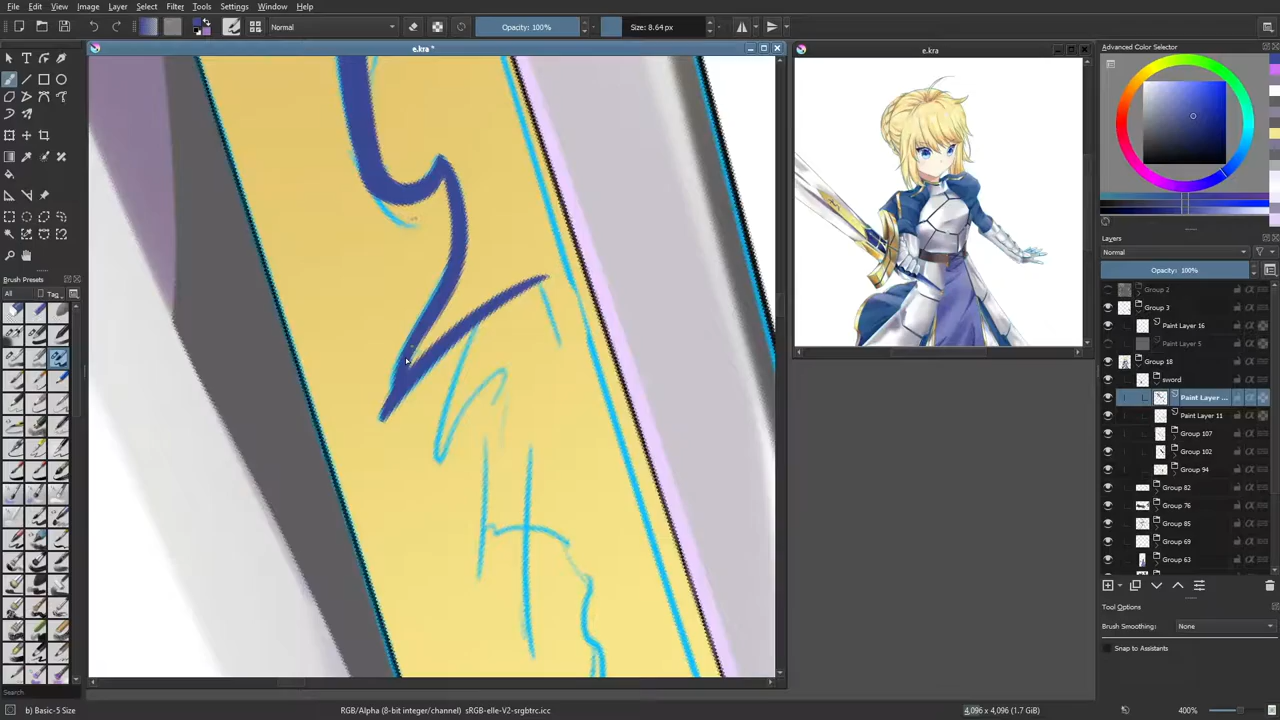 File Edit View Image Layer Select Filter Tools Settings Window Help
Normal
Opacity: 100%
Size: 8.64 px
e.kra *
e.kra
Advanced Color Selector
Layers
Normal
Opacity: 100%
Group 2
Group 3
Paint Layer 16
Paint Layer 5
Group 18
sword
Paint Layer ...
Paint Layer 11
Group 107
Group 102
Group 94
Group 82
Group 76
Group 85
Group 69
Group 63
Tool Options
Brush Smoothing: None
Snap to Assistants
Brush Presets
All
Tag
Search
b) Basic-5 Size
RGB/Alpha (8-bit integer/channel) sRGB-elle-V2-srgbtrc.icc
4,096 x 4,096 (1.7 GiB)
400%